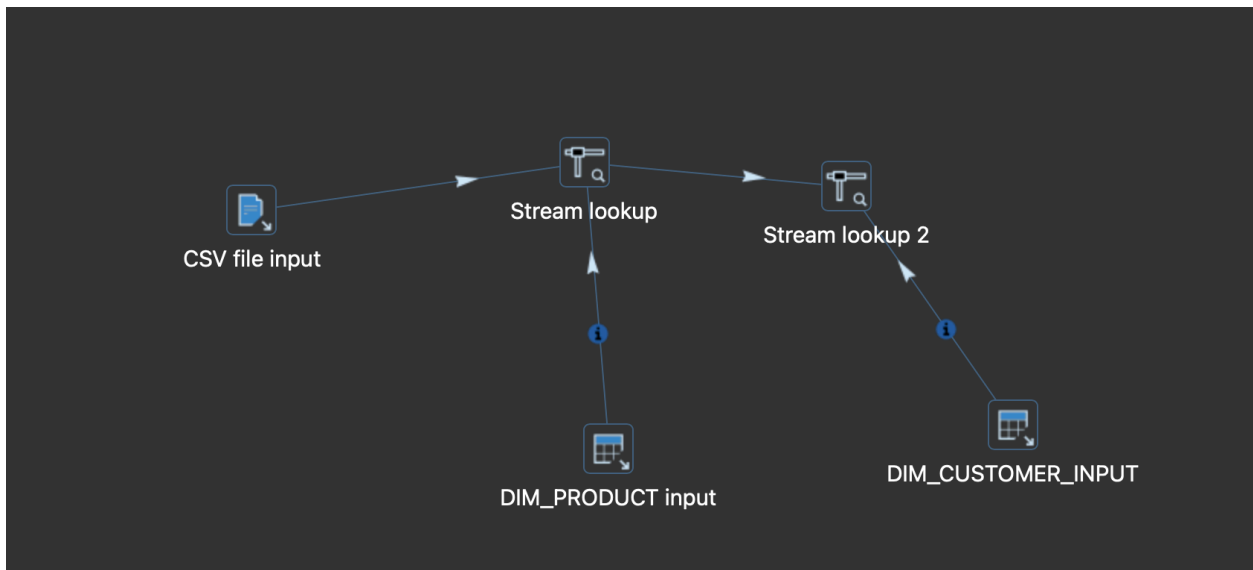 Stream lookup
Stream lookup 2
CSV file input
DIM_CUSTOMER_INPUT
DIM_PRODUCT input